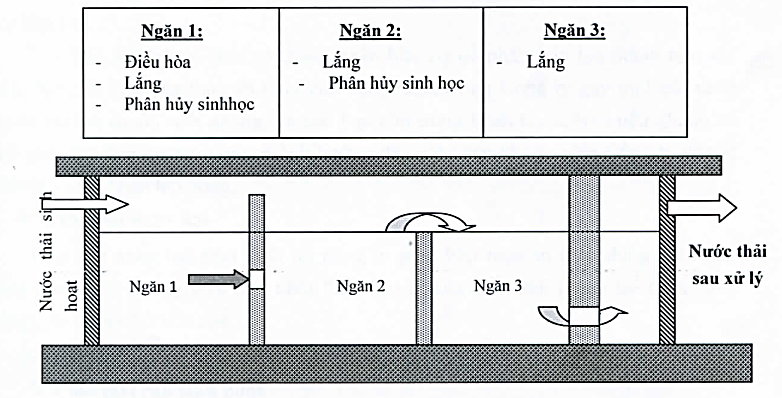 Ngăn 1:
- Điều hòa
Lắng
- Phân hủy sinhhọc
Ngăn 2:
- Lắng
- Phân hủy sinh học
Ngăn 3:
- Lắng
Nước thải sinh
hoạt
Ngăn 1
Ngăn 2
Ngăn 3
Nước thải
sau xử lý